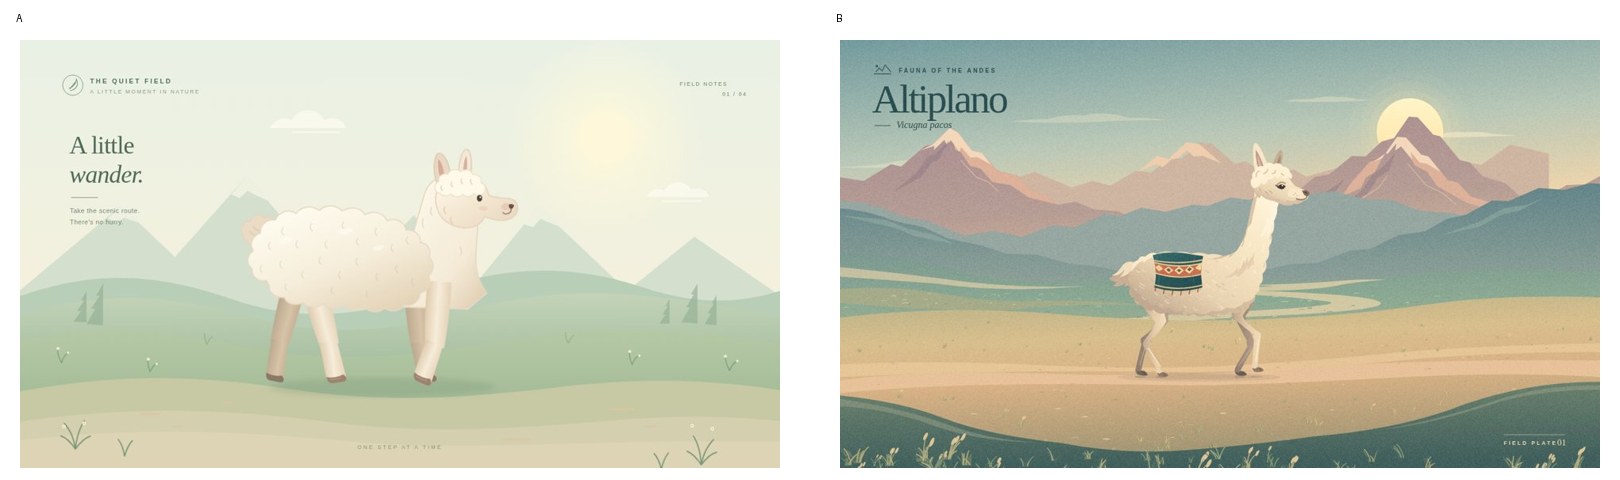 A
THE QUIET FIELD
A LITTLE MOMENT IN NATURE
FIELD NOTES
01 / 04
A little
wander.
Take the scenic route.
There's no hurry.
ONE STEP AT A TIME
B
FAUNA OF THE ANDES
Altiplano
Vicugna pacos
FIELD PLATE 01